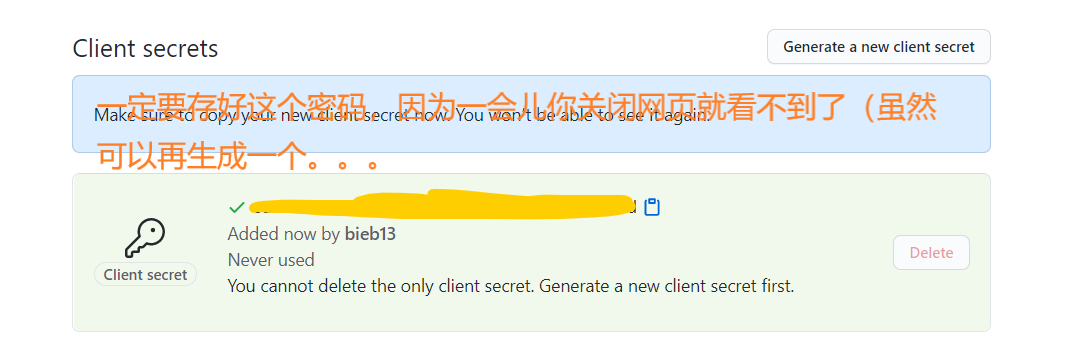 Client secrets
Generate a new client secret
一定要存好这个密码，因为一会儿你关闭网页就看不到了（虽然
Make sure to copy your new client secret now. You won't be able to see it again.
可以再生成一个。。。
Added now by bieb13
Never used
Client secret
You cannot delete the only client secret. Generate a new client secret first.
Delete